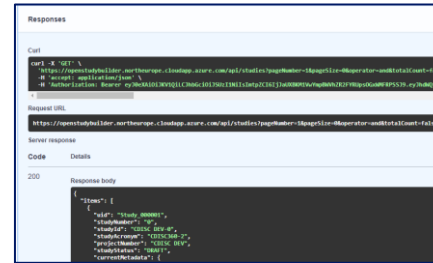 Responses
Curl
curl -X 'GET' \
'https://openstudybuilder.northeurope.cloudapp.azure.com/api/studies?pageNumber=1&pageSize=0&operator=and&totalCount=f
-H 'accept: application/json' \
-H 'Authorization: Bearer
Request URL
https://openstudybuilder.northeurope.cloudapp.azure.com/api/studies?pageNumber=1&pageSize=0&operator=and&totalCount=fals
Server response
Code Details
200
Response body
{
"items": [
{
"uid": "Study_000001",
"studyNumber": "0",
"studyId": "CDISC DEV-0",
"studyAcronym": "CDISC360-2",
"projectNumber": "CDISC DEV",
"studyStatus": "DRAFT",
"currentMetadata": {